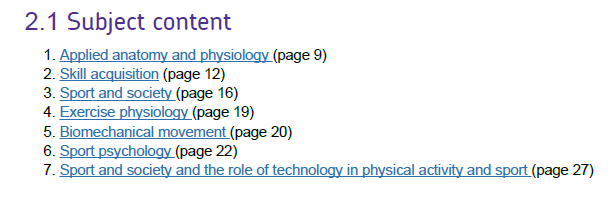 2.1 Subject content
1. Applied anatomy and physiology (page 9)
2. Skill acquisition (page 12)
3. Sport and society (page 16)
4. Exercise physiology (page 19)
5. Biomechanical movement (page 20)
6. Sport psychology (page 22)
7. Sport and society and the role of technology in physical activity and sport (page 27)